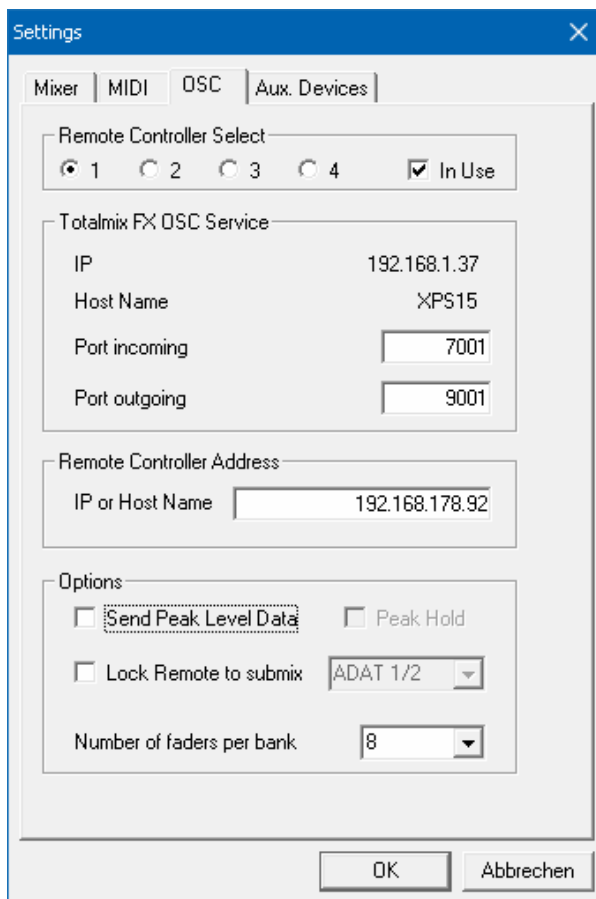 Settings
Mixer MIDI OSC Aux. Devices
Remote Controller Select
1 2 3 4 In Use
Totalmix FX OSC Service
IP 192.168.1.37
Host Name XPS15
Port incoming 7001
Port outgoing 9001
Remote Controller Address
IP or Host Name 192.168.178.92
Options
Send Peak Level Data Peak Hold
Lock Remote to submix ADAT 1/2
Number of faders per bank 8
OK Abbrechen